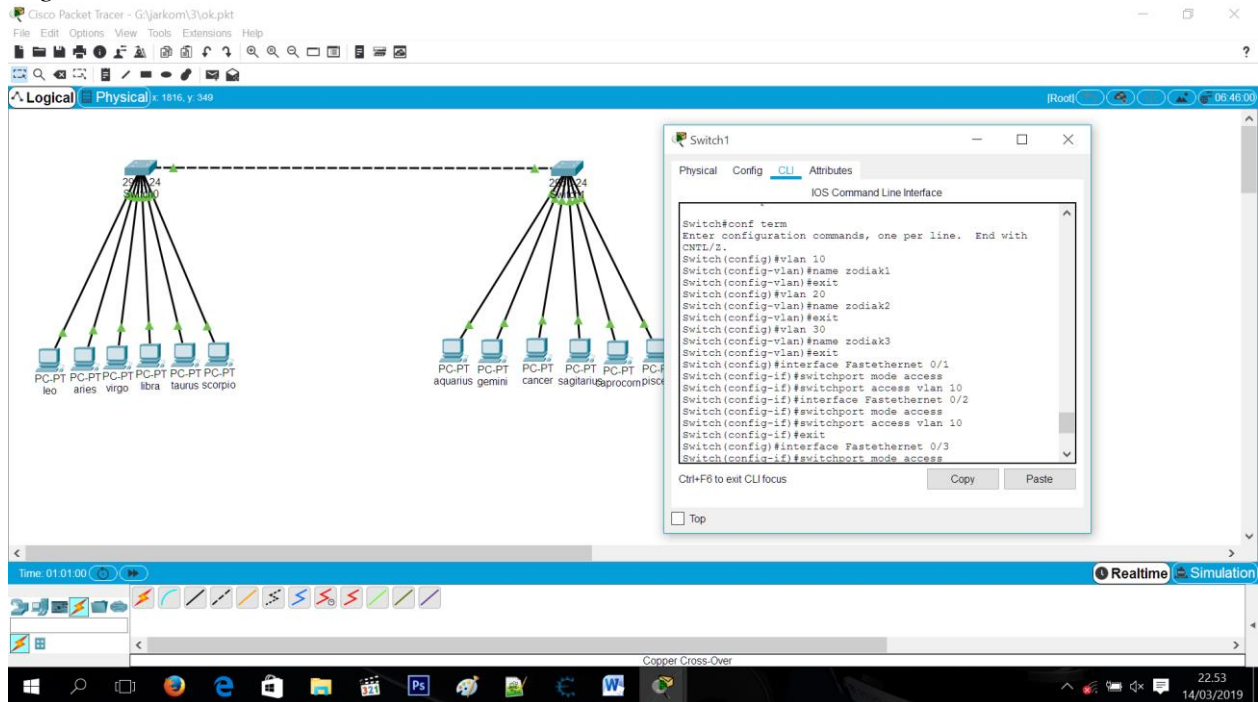 Cisco Packet Tracer - G:\jarkom\3\ok.pkt
File Edit Options View Tools Extensions Help
?
Logical Physical x: 1816, y: 349 [Root] 06:46:00
24
24
PC-PT PC-PT PC-PT PC-PT PC-PT PC-PT
leo aries virgo libra taurus scorpio
PC-PT PC-PT PC-PT PC-PT PC-PT
aquarius gemini cancer sagitarius
Switch1
Physical Config CLI Attributes
IOS Command Line Interface
Switch#conf term
Enter configuration commands, one per line. End with
CNTL/Z.
Switch(config)#vlan 10
Switch(config-vlan)#name zodiak1
Switch(config-vlan)#exit
Switch(config)#vlan 20
Switch(config-vlan)#name zodiak2
Switch(config-vlan)#exit
Switch(config)#vlan 30
Switch(config-vlan)#name zodiak3
Switch(config-vlan)#exit
Switch(config)#interface Fastethernet 0/1
Switch(config-if)#switchport mode access
Switch(config-if)#switchport access vlan 10
Switch(config-if)#interface Fastethernet 0/2
Switch(config-if)#switchport mode access
Switch(config-if)#switchport access vlan 10
Switch(config-if)#exit
Switch(config)#interface Fastethernet 0/3
Switch(config-if)#switchport mode access
Ctrl+F6 to exit CLI focus Copy Paste
Top
Time: 01:01:00 Realtime Simulation
Copper Cross-Over
321 Ps W
22.53
14/03/2019